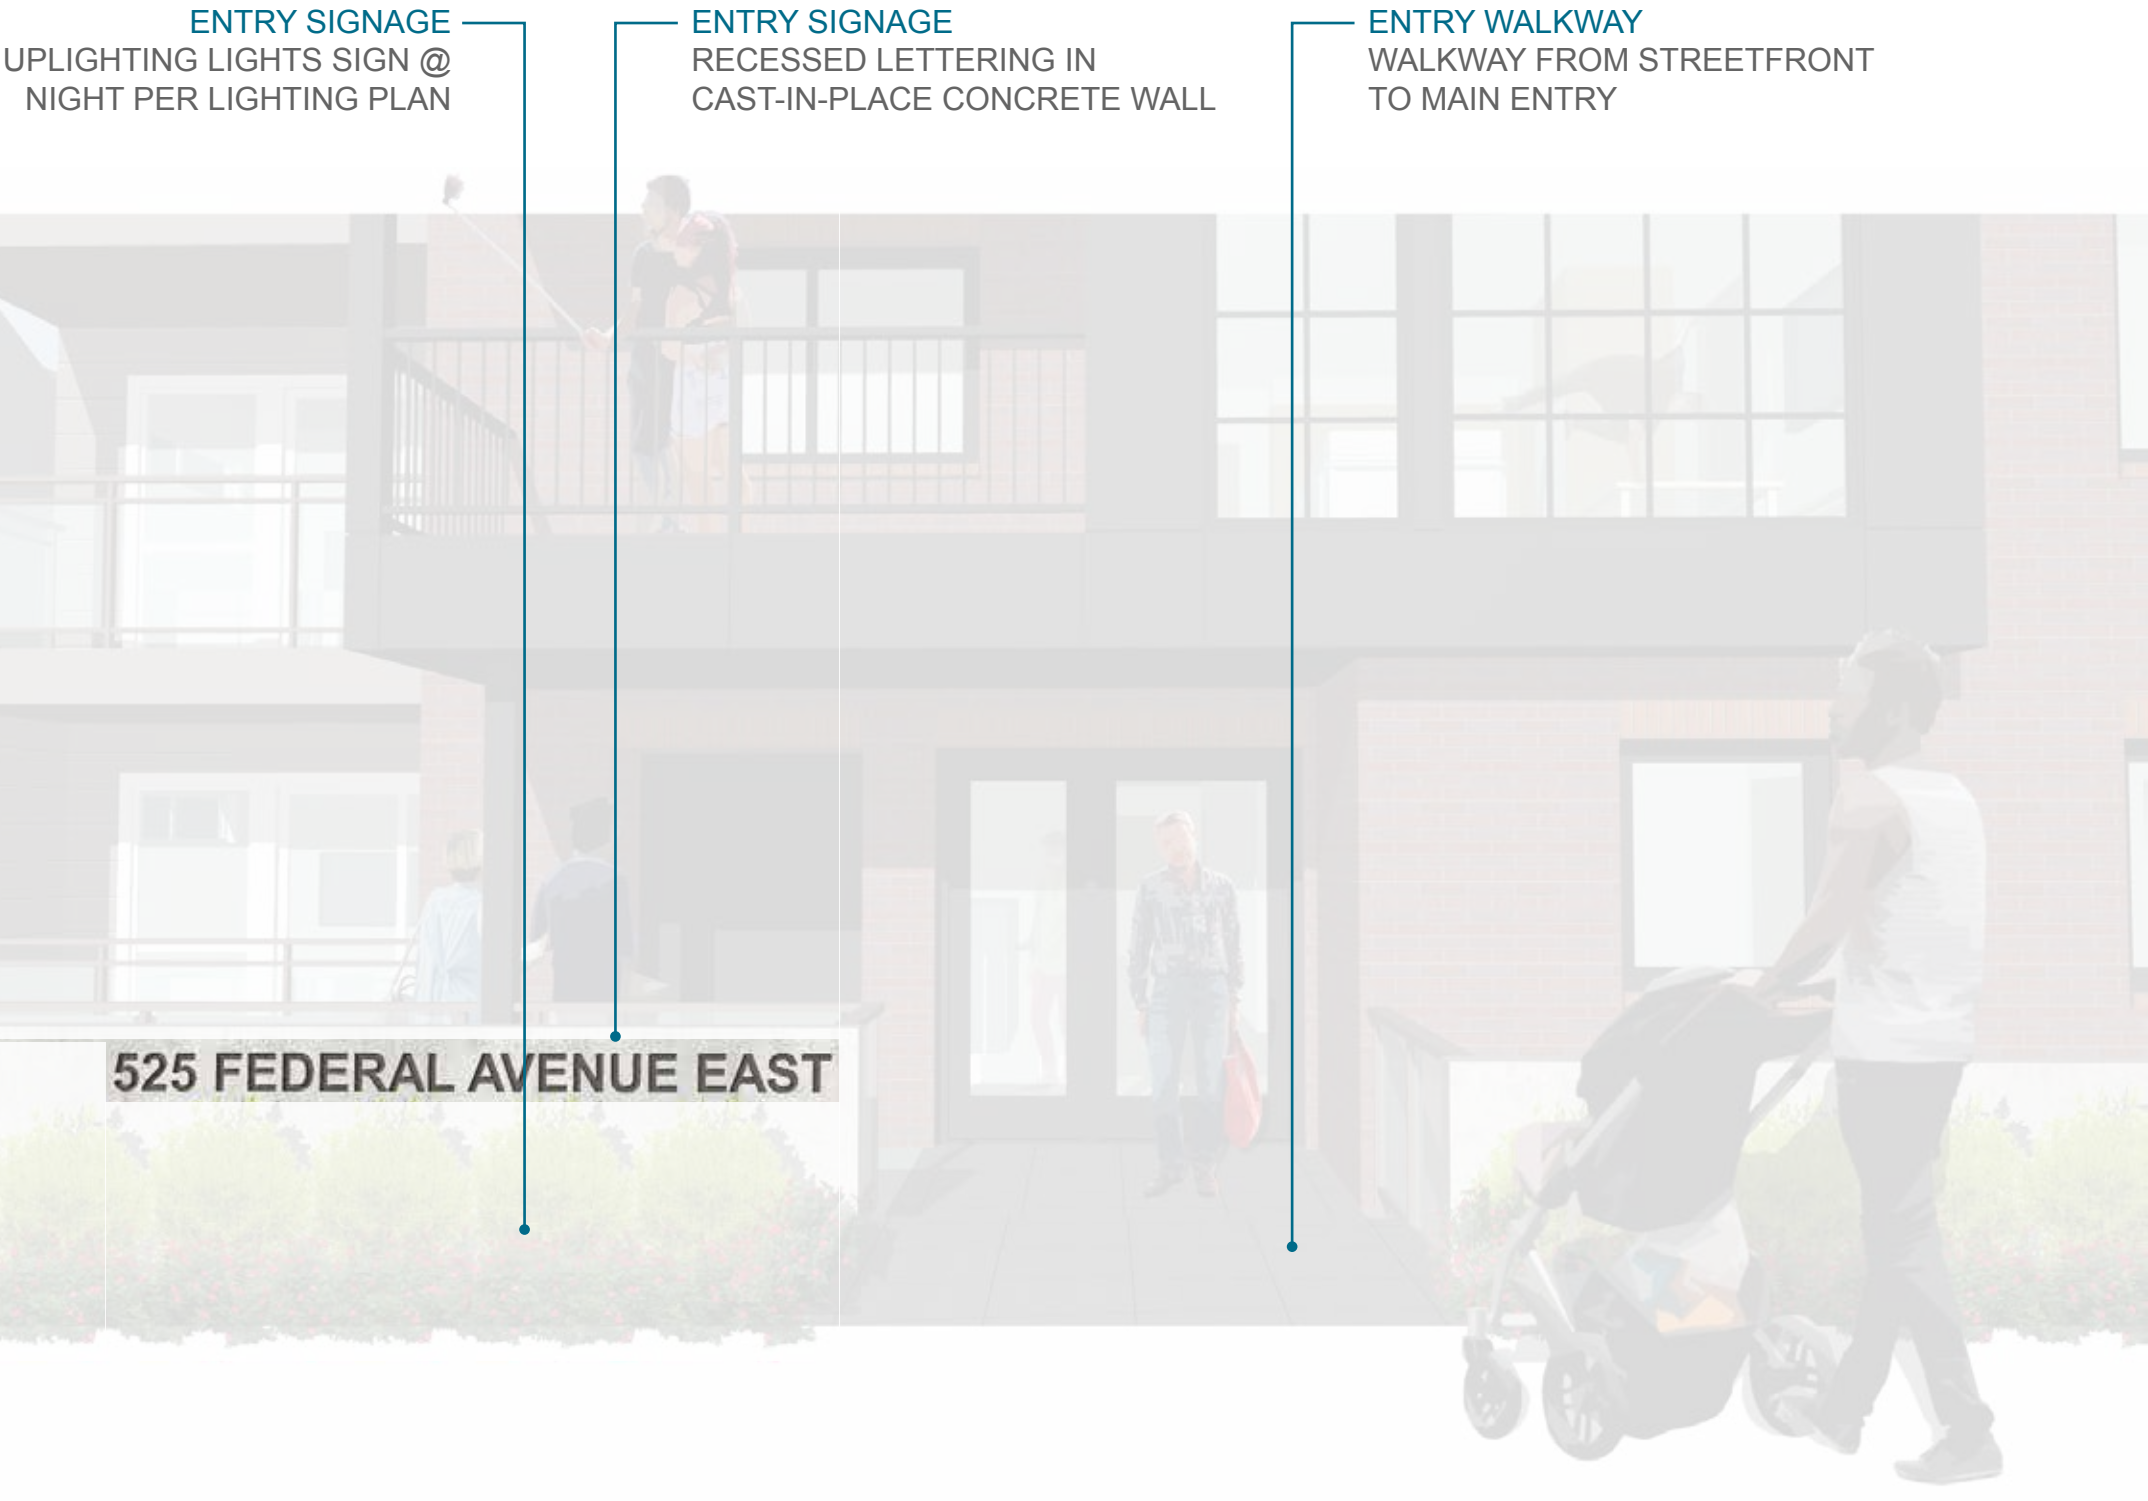 ENTRY SIGNAGE
UPLIGHTING LIGHTS SIGN @
NIGHT PER LIGHTING PLAN
ENTRY SIGNAGE
RECESSED LETTERING IN
CAST-IN-PLACE CONCRETE WALL
ENTRY WALKWAY
WALKWAY FROM STREETFRONT
TO MAIN ENTRY
525 FEDERAL AVENUE EAST